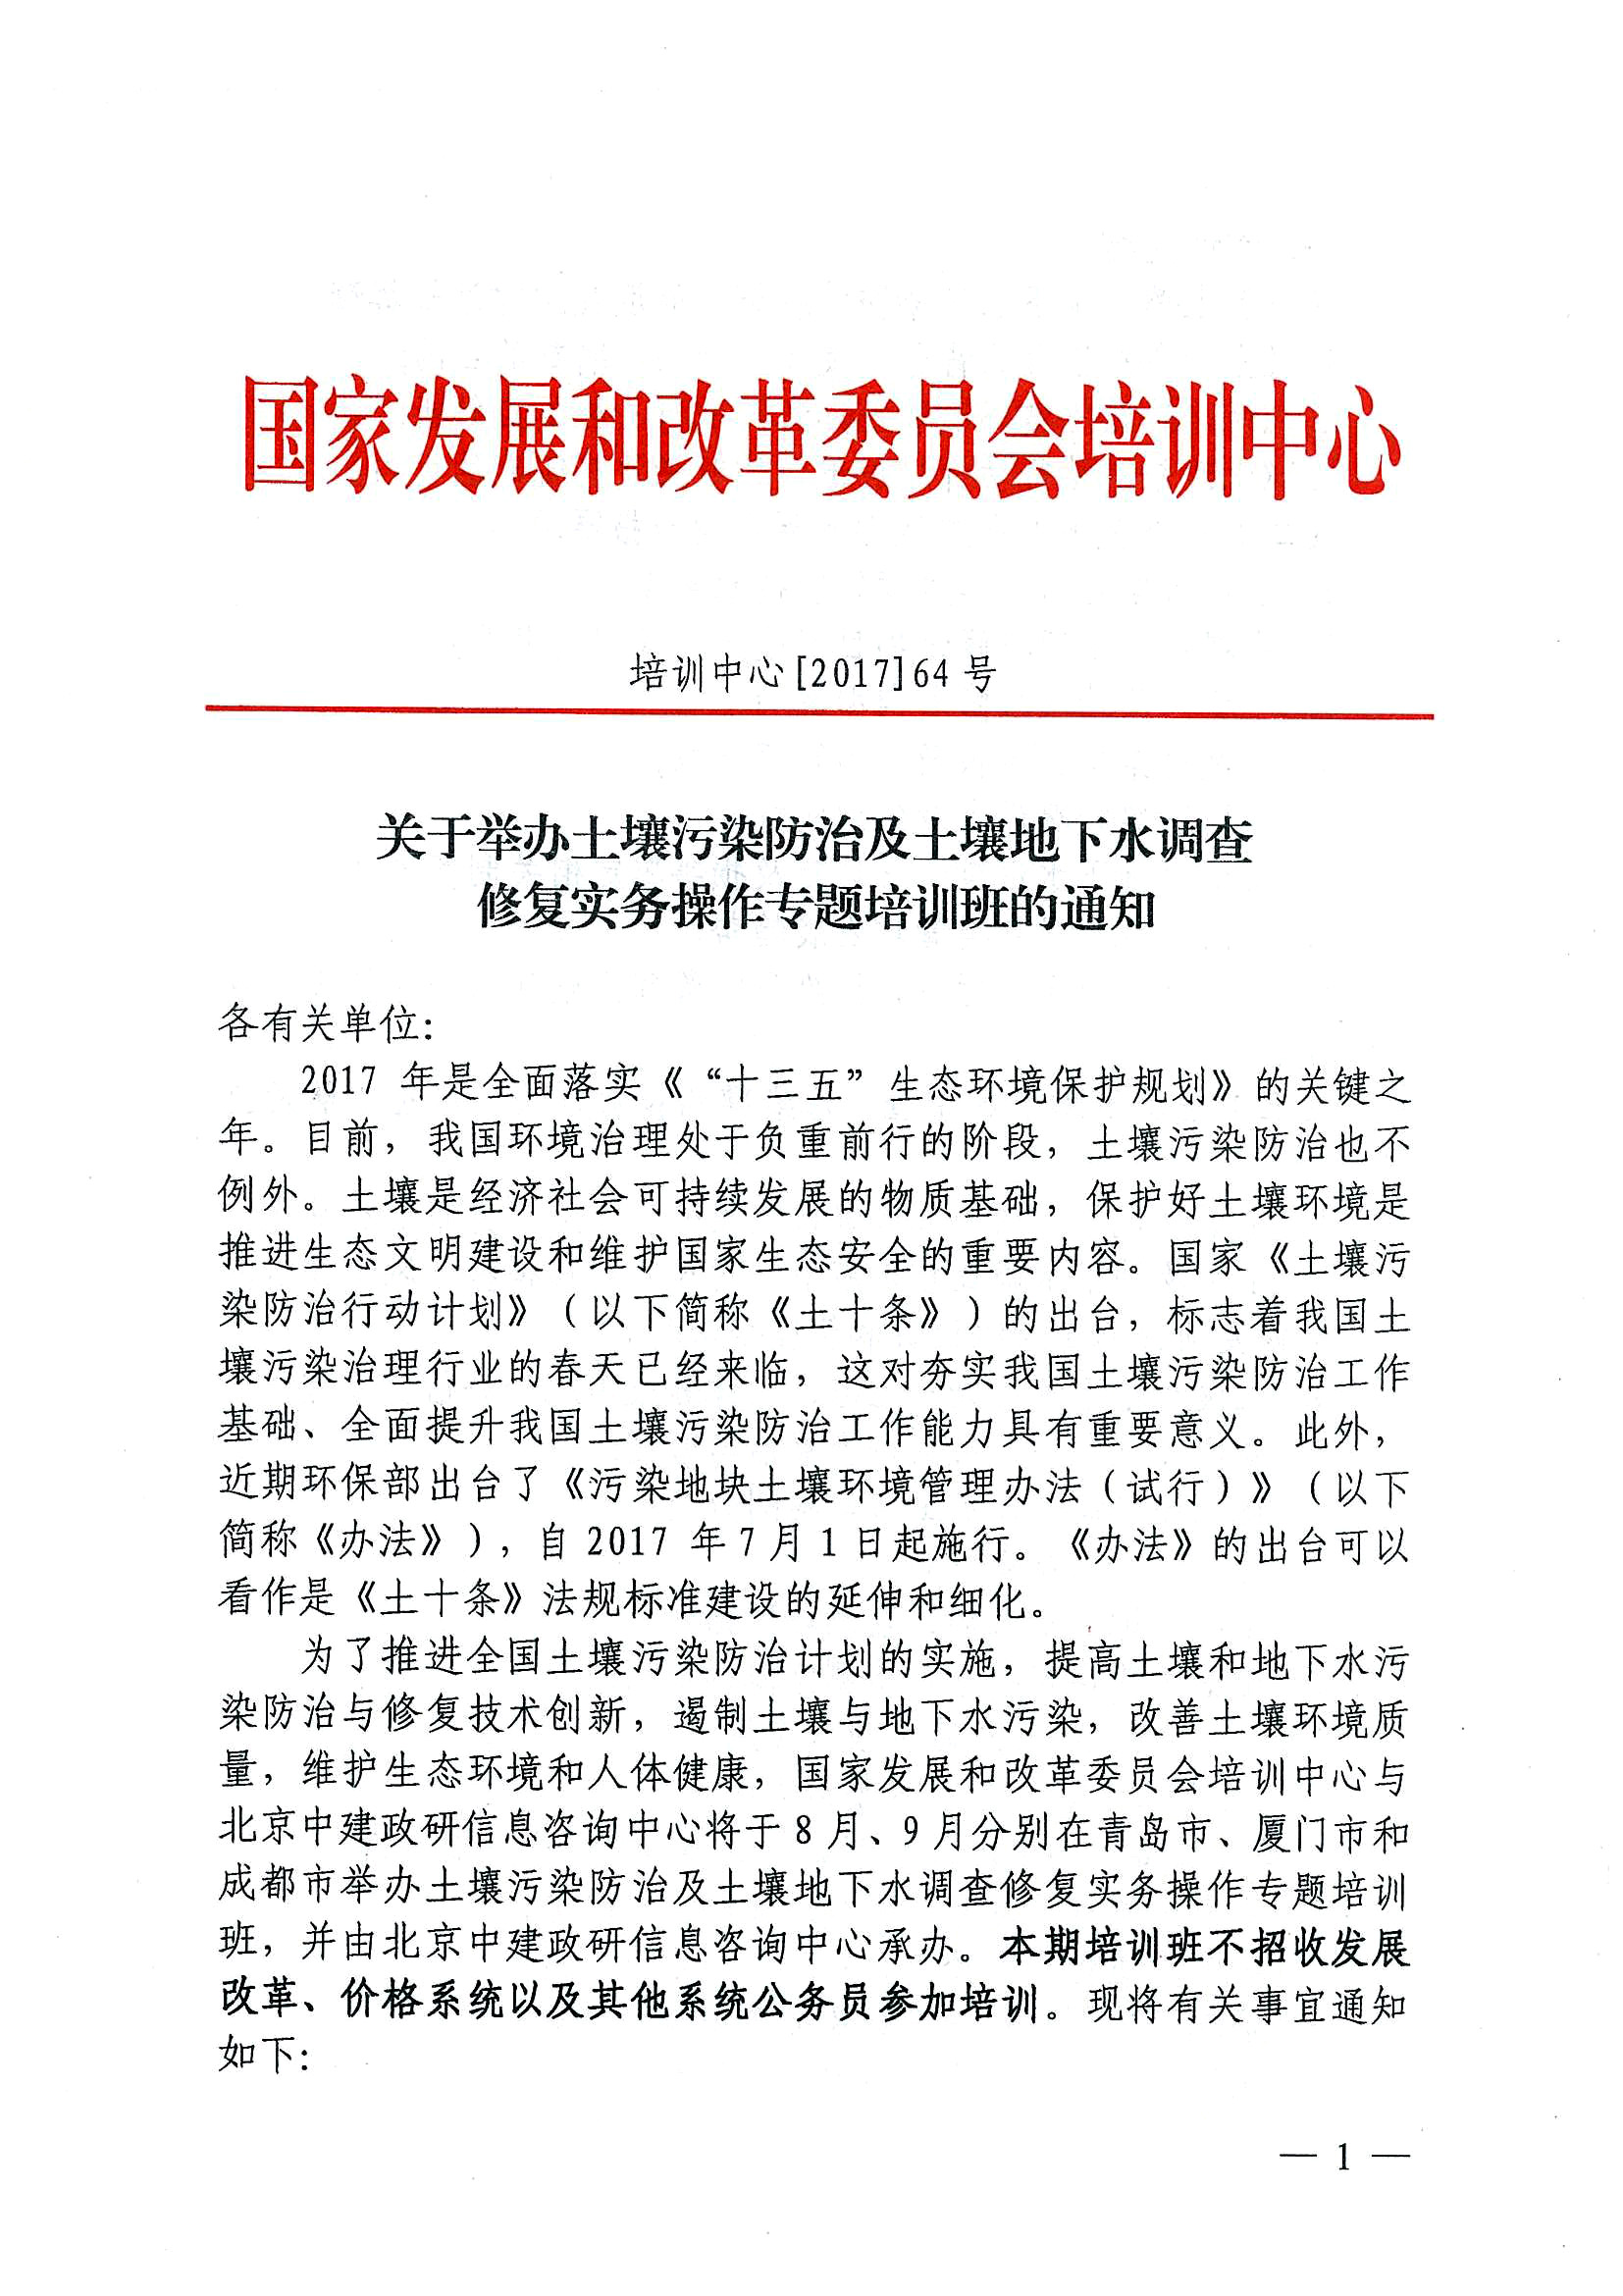 国家发展和改革委员会培训中心
培训中心[2017]64 号
关于举办土壤污染防治及土壤地下水调查
修复实务操作专题培训班的通知
各有关单位：
2017 年是全面落实《“十三五”生态环境保护规划》的关键之
年。目前，我国环境治理处于负重前行的阶段，土壤污染防治也不
例外。土壤是经济社会可持续发展的物质基础，保护好土壤环境是
推进生态文明建设和维护国家生态安全的重要内容。国家《土壤污
染防治行动计划》（以下简称《土十条》）的出台，标志着我国土
壤污染治理行业的春天已经来临，这对夯实我国土壤污染防治工作
基础、全面提升我国土壤污染防治工作能力具有重要意义。此外，
近期环保部出台了《污染地块土壤环境管理办法（试行）》（以下
简称《办法》），自 2017 年 7 月 1 日起施行。《办法》的出台可以
看作是《土十条》法规标准建设的延伸和细化。
为了推进全国土壤污染防治计划的实施，提高土壤和地下水污
染防治与修复技术创新，遏制土壤与地下水污染，改善土壤环境质
量，维护生态环境和人体健康，国家发展和改革委员会培训中心与
北京中建政研信息咨询中心将于 8 月、9 月分别在青岛市、厦门市和
成都市举办土壤污染防治及土壤地下水调查修复实务操作专题培训
班，并由北京中建政研信息咨询中心承办。本期培训班不招收发展
改革、价格系统以及其他系统公务员参加培训。现将有关事宜通知
如下：
— 1 —